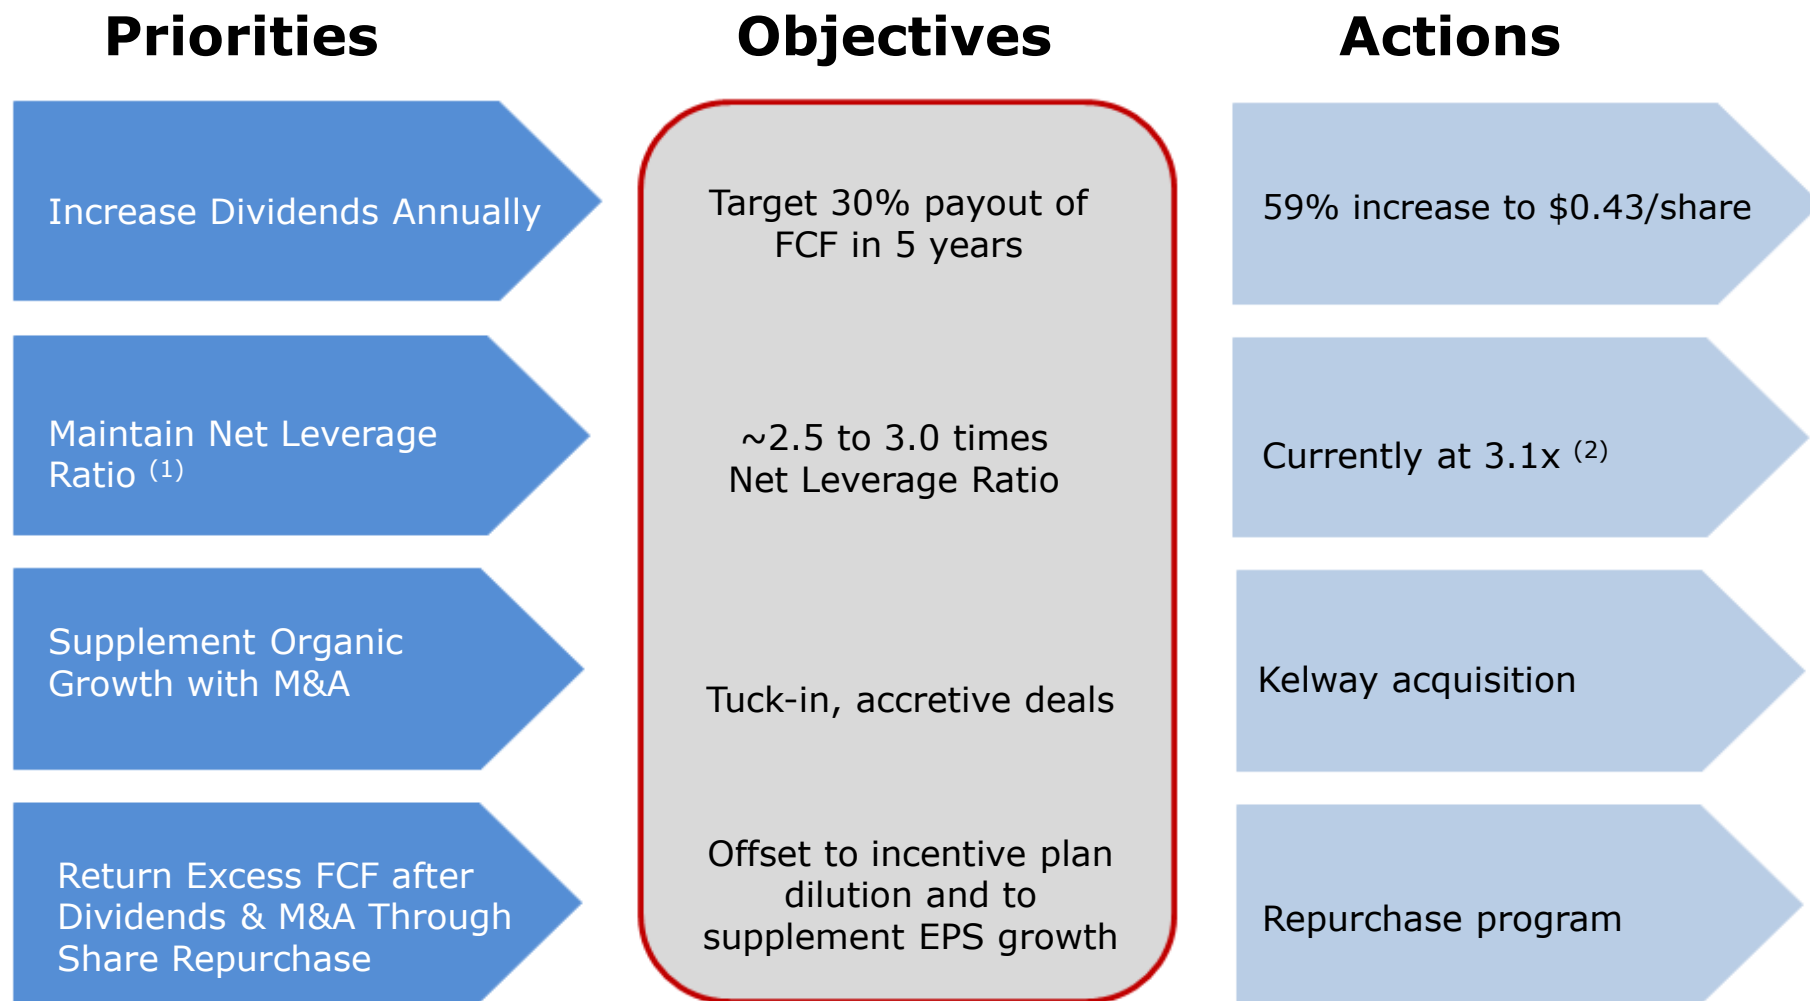 Priorities
Objectives
Actions
Increase Dividends Annually
Target 30% payout of
FCF in 5 years
59% increase to $0.43/share
Maintain Net Leverage
Ratio (1)
~2.5 to 3.0 times
Net Leverage Ratio
Currently at 3.1x (2)
Supplement Organic
Growth with M&A
Tuck-in, accretive deals
Kelway acquisition
Return Excess FCF after
Dividends & M&A Through
Share Repurchase
Offset to incentive plan
dilution and to
supplement EPS growth
Repurchase program